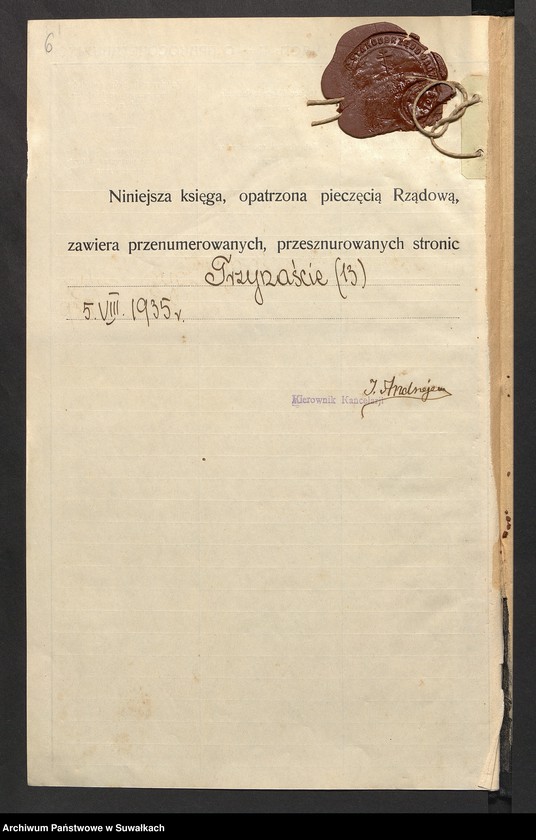 6
Niniejsza księga, opatrzona pieczęcią Rządową,
zawiera przenumerowanych, przesznurowanych stronic
Trzynaście (13)
5. VIII. 1935 r.
Kierownik Kancelarji
Archiwum Państwowe w Suwałkach